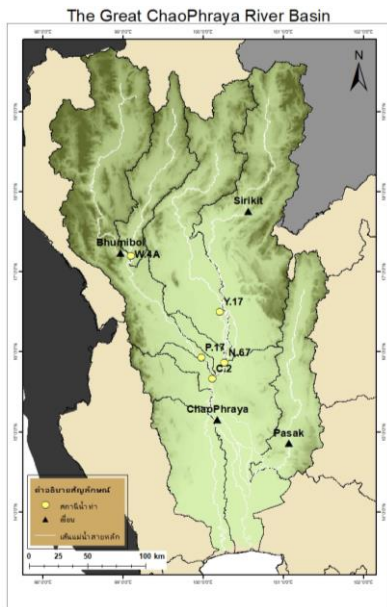 The Great ChaoPhraya River Basin
N
Sirikit
Bhumibol
W.4A
Y.17
P.17
N.67
C.2
ChaoPhraya
Pasak
คำอธิบายสัญลักษณ์
สถานีน้ำท่า
เขื่อน
เส้นแม่น้ำสายหลัก
0 25 50 100 km